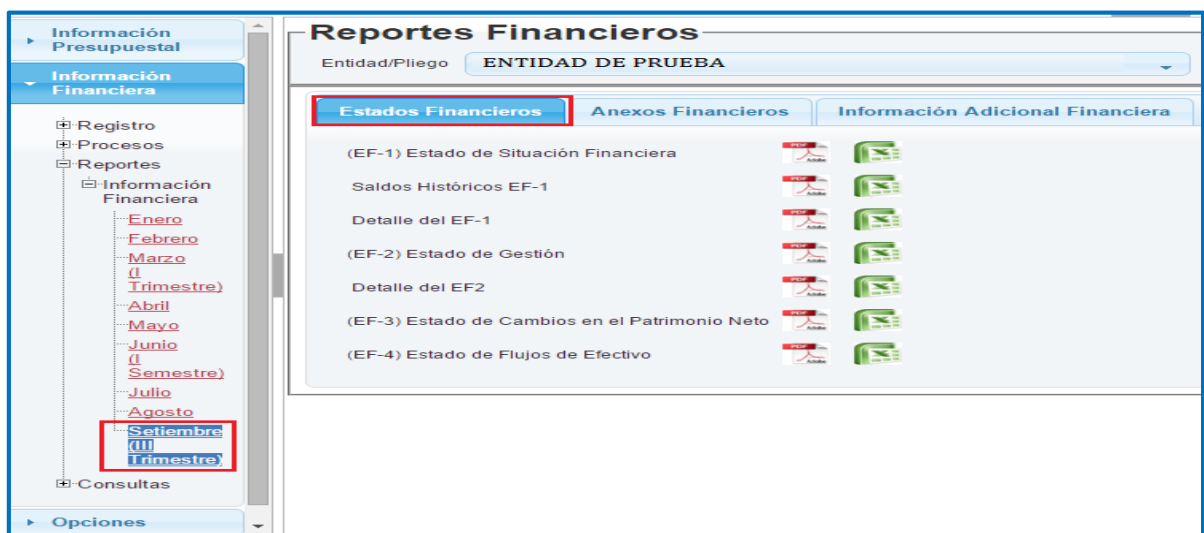 Información
Presupuestal
Información
Financiera
Registro
Procesos
Reportes
Información
Financiera
Enero
Febrero
Marzo
(I
Trimestre)
Abril
Mayo
Junio
(I
Semestre)
Julio
Agosto
Setiembre
(III
Trimestre)
Consultas
Opciones
Reportes Financieros
Entidad/Pliego ENTIDAD DE PRUEBA
Estados Financieros Anexos Financieros Información Adicional Financiera
(EF-1) Estado de Situación Financiera
Saldos Históricos EF-1
Detalle del EF-1
(EF-2) Estado de Gestión
Detalle del EF2
(EF-3) Estado de Cambios en el Patrimonio Neto
(EF-4) Estado de Flujos de Efectivo